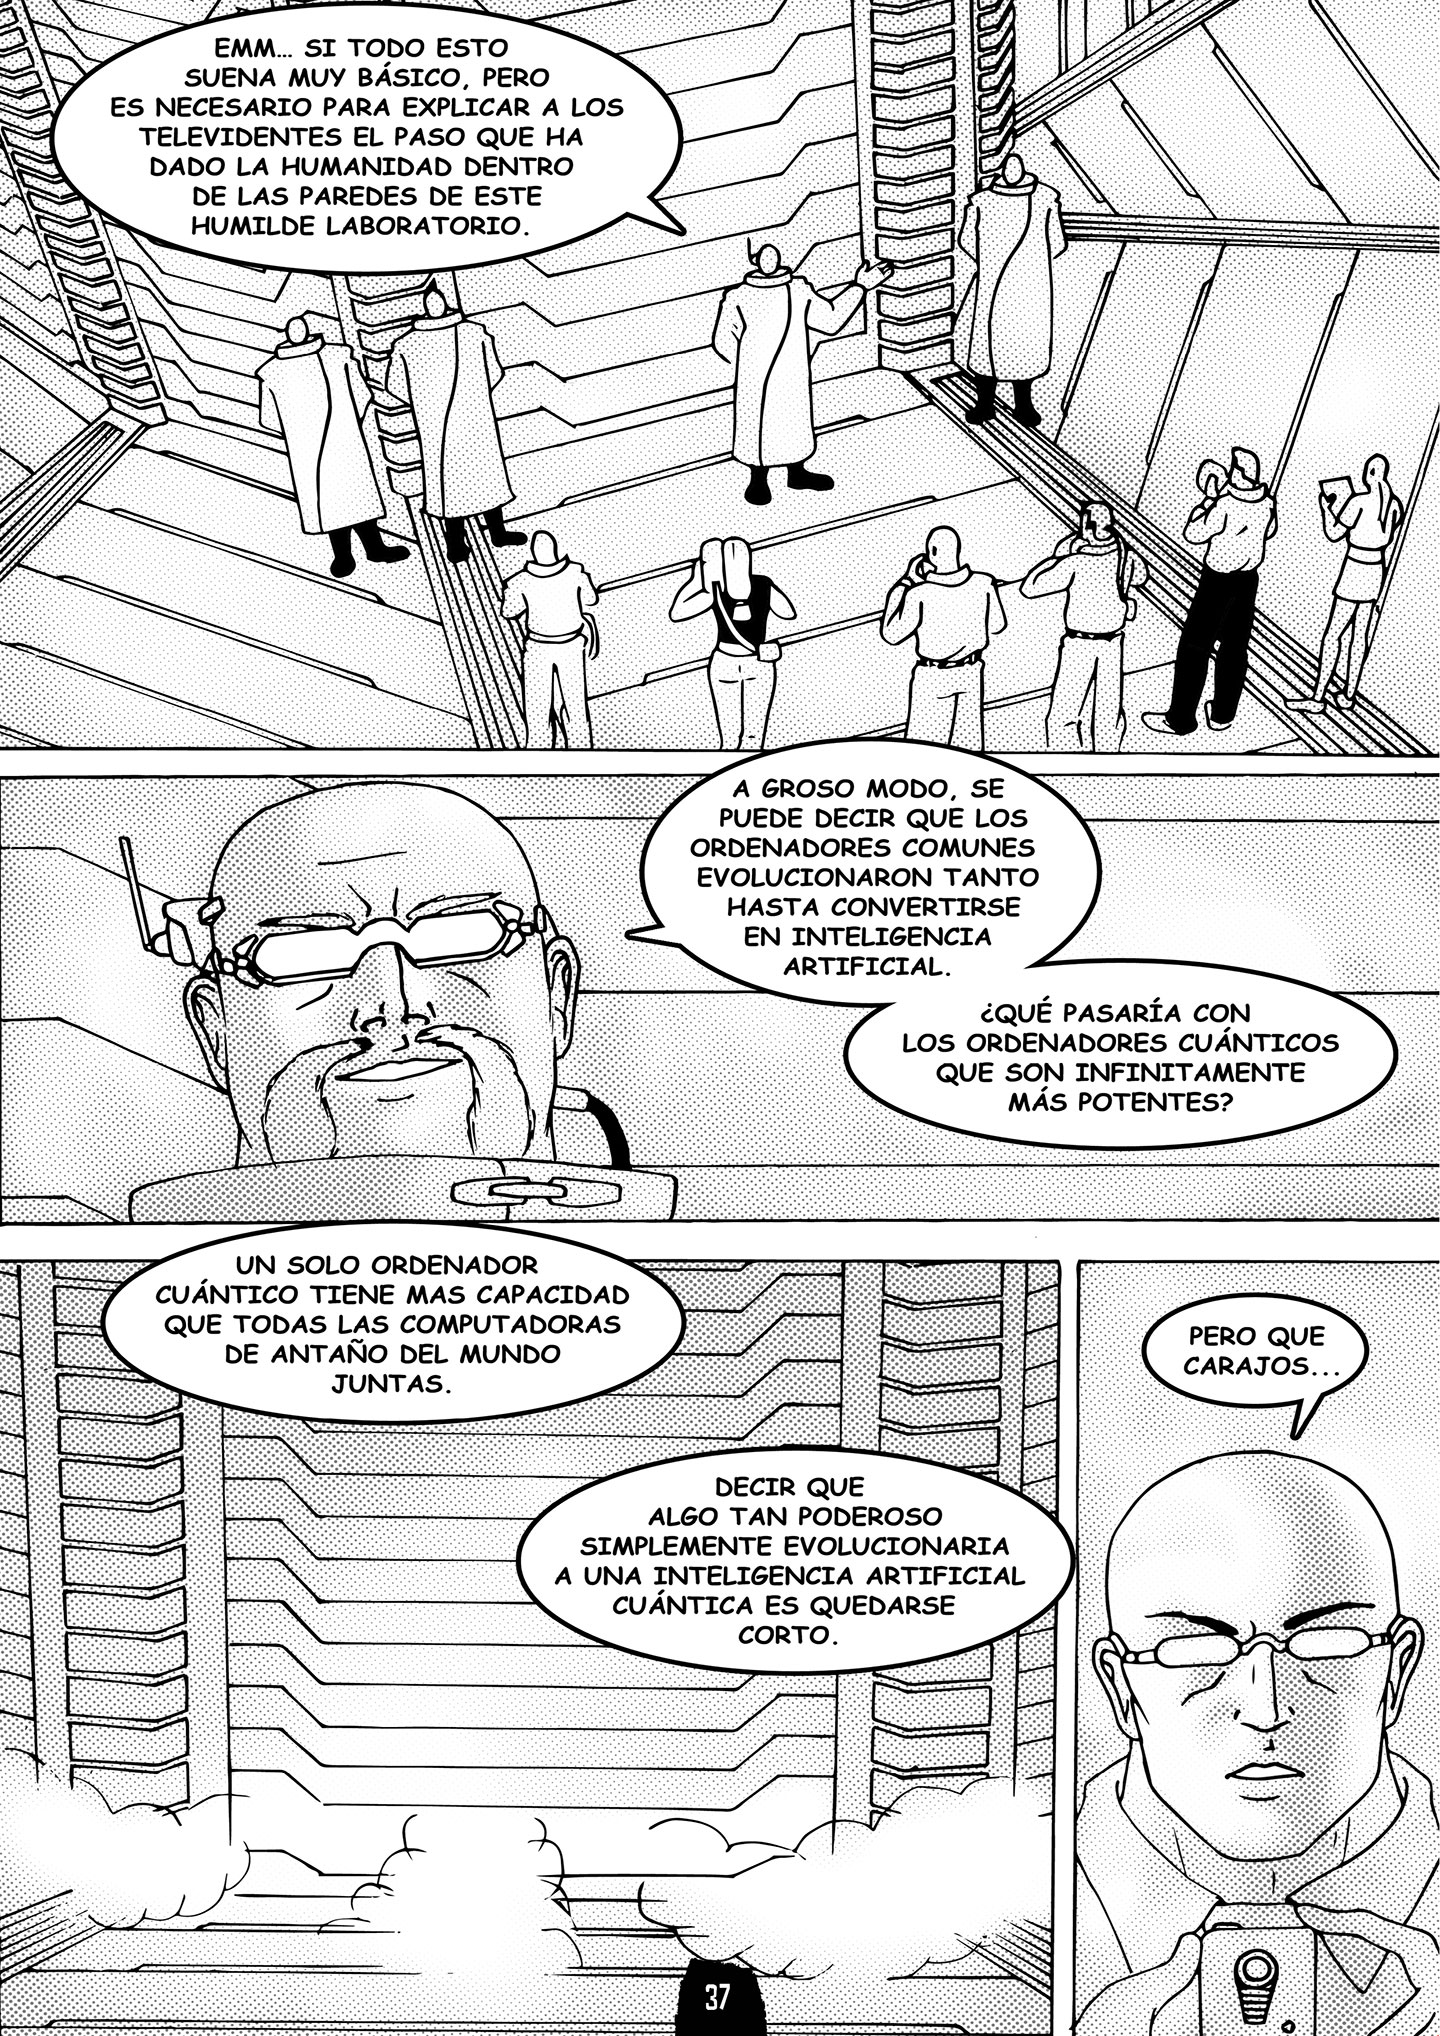 EMM... SI TODO ESTO
SUENA MUY BÁSICO, PERO
ES NECESARIO PARA EXPLICAR A LOS
TELEVIDENTES EL PASO QUE HA
DADO LA HUMANIDAD DENTRO
DE LAS PAREDES DE ESTE
HUMILDE LABORATORIO.
A GROSO MODO, SE
PUEDE DECIR QUE LOS
ORDENADORES COMUNES
EVOLUCIONARON TANTO
HASTA CONVERTIRSE
EN INTELIGENCIA
ARTIFICIAL.
¿QUÉ PASARÍA CON
LOS ORDENADORES CUÁNTICOS
QUE SON INFINITAMENTE
MÁS POTENTES?
UN SOLO ORDENADOR
CUÁNTICO TIENE MAS CAPACIDAD
QUE TODAS LAS COMPUTADORAS
DE ANTAÑO DEL MUNDO
JUNTAS.
DECIR QUE
ALGO TAN PODEROSO
SIMPLEMENTE EVOLUCIONARIA
A UNA INTELIGENCIA ARTIFICIAL
CUÁNTICA ES QUEDARSE
CORTO.
PERO QUE
CARAJOS...
37